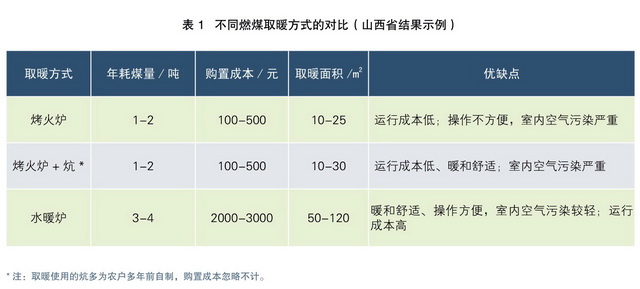 表 1 不同燃煤取暖方式的对比（山西省结果示例）
取暖方式 年耗煤量 / 吨 购置成本 / 元 取暖面积 /㎡ 优缺点
烤火炉 1-2 100-500 10-25 运行成本低；操作不方便，室内空气污染严重
烤火炉 + 炕 * 1-2 100-500 10-30 运行成本低、暖和舒适；室内空气污染严重
水暖炉 3-4 2000-3000 50-120 暖和舒适、操作方便，室内空气污染较轻；运行
成本高
* 注：取暖使用的炕多为农户多年前自制，购置成本忽略不计。